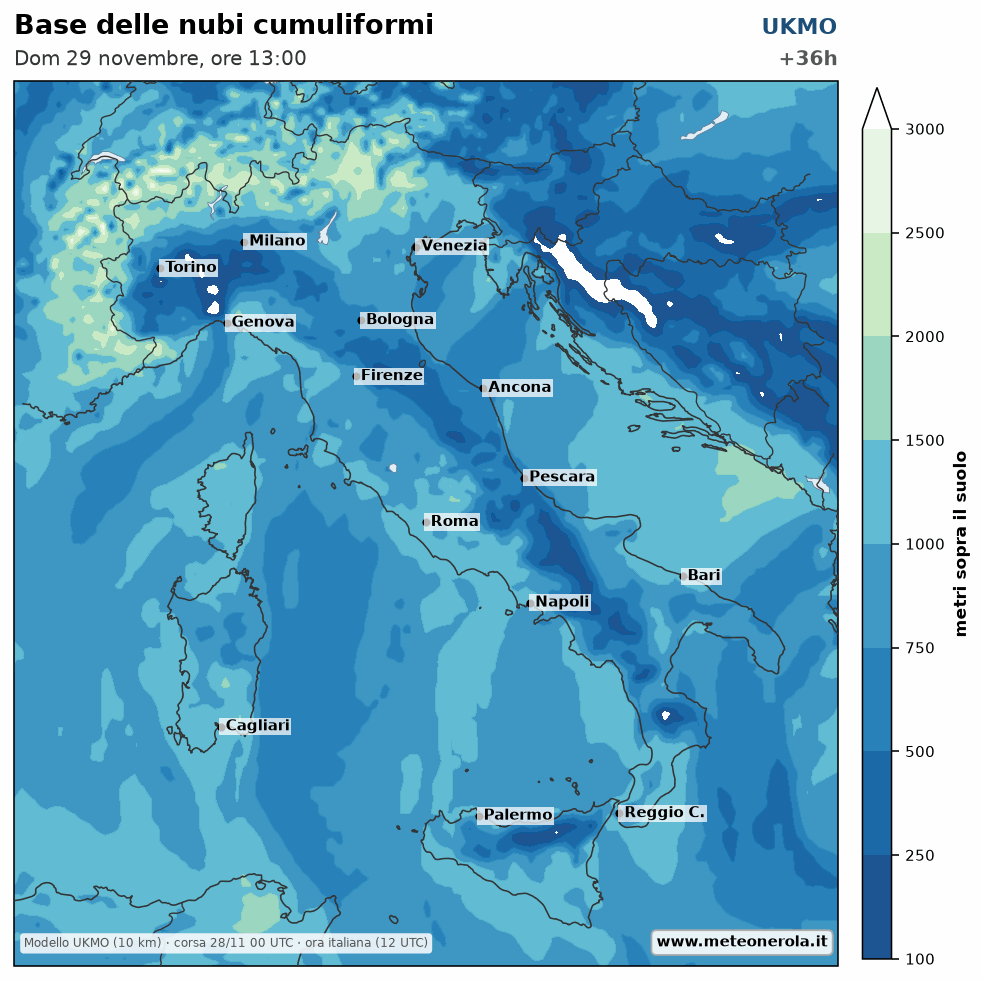 Base delle nubi cumuliformi
UKMO
Dom 29 novembre, ore 13:00
+36h
Milano
Venezia
Torino
Genova
Bologna
Firenze
Ancona
Pescara
Roma
Bari
Napoli
Cagliari
Palermo
Reggio C.
3000
2500
2000
1500
1000
750
500
250
100
metri sopra il suolo
Modello UKMO (10 km) · corsa 28/11 00 UTC · ora italiana (12 UTC)
www.meteonerola.it